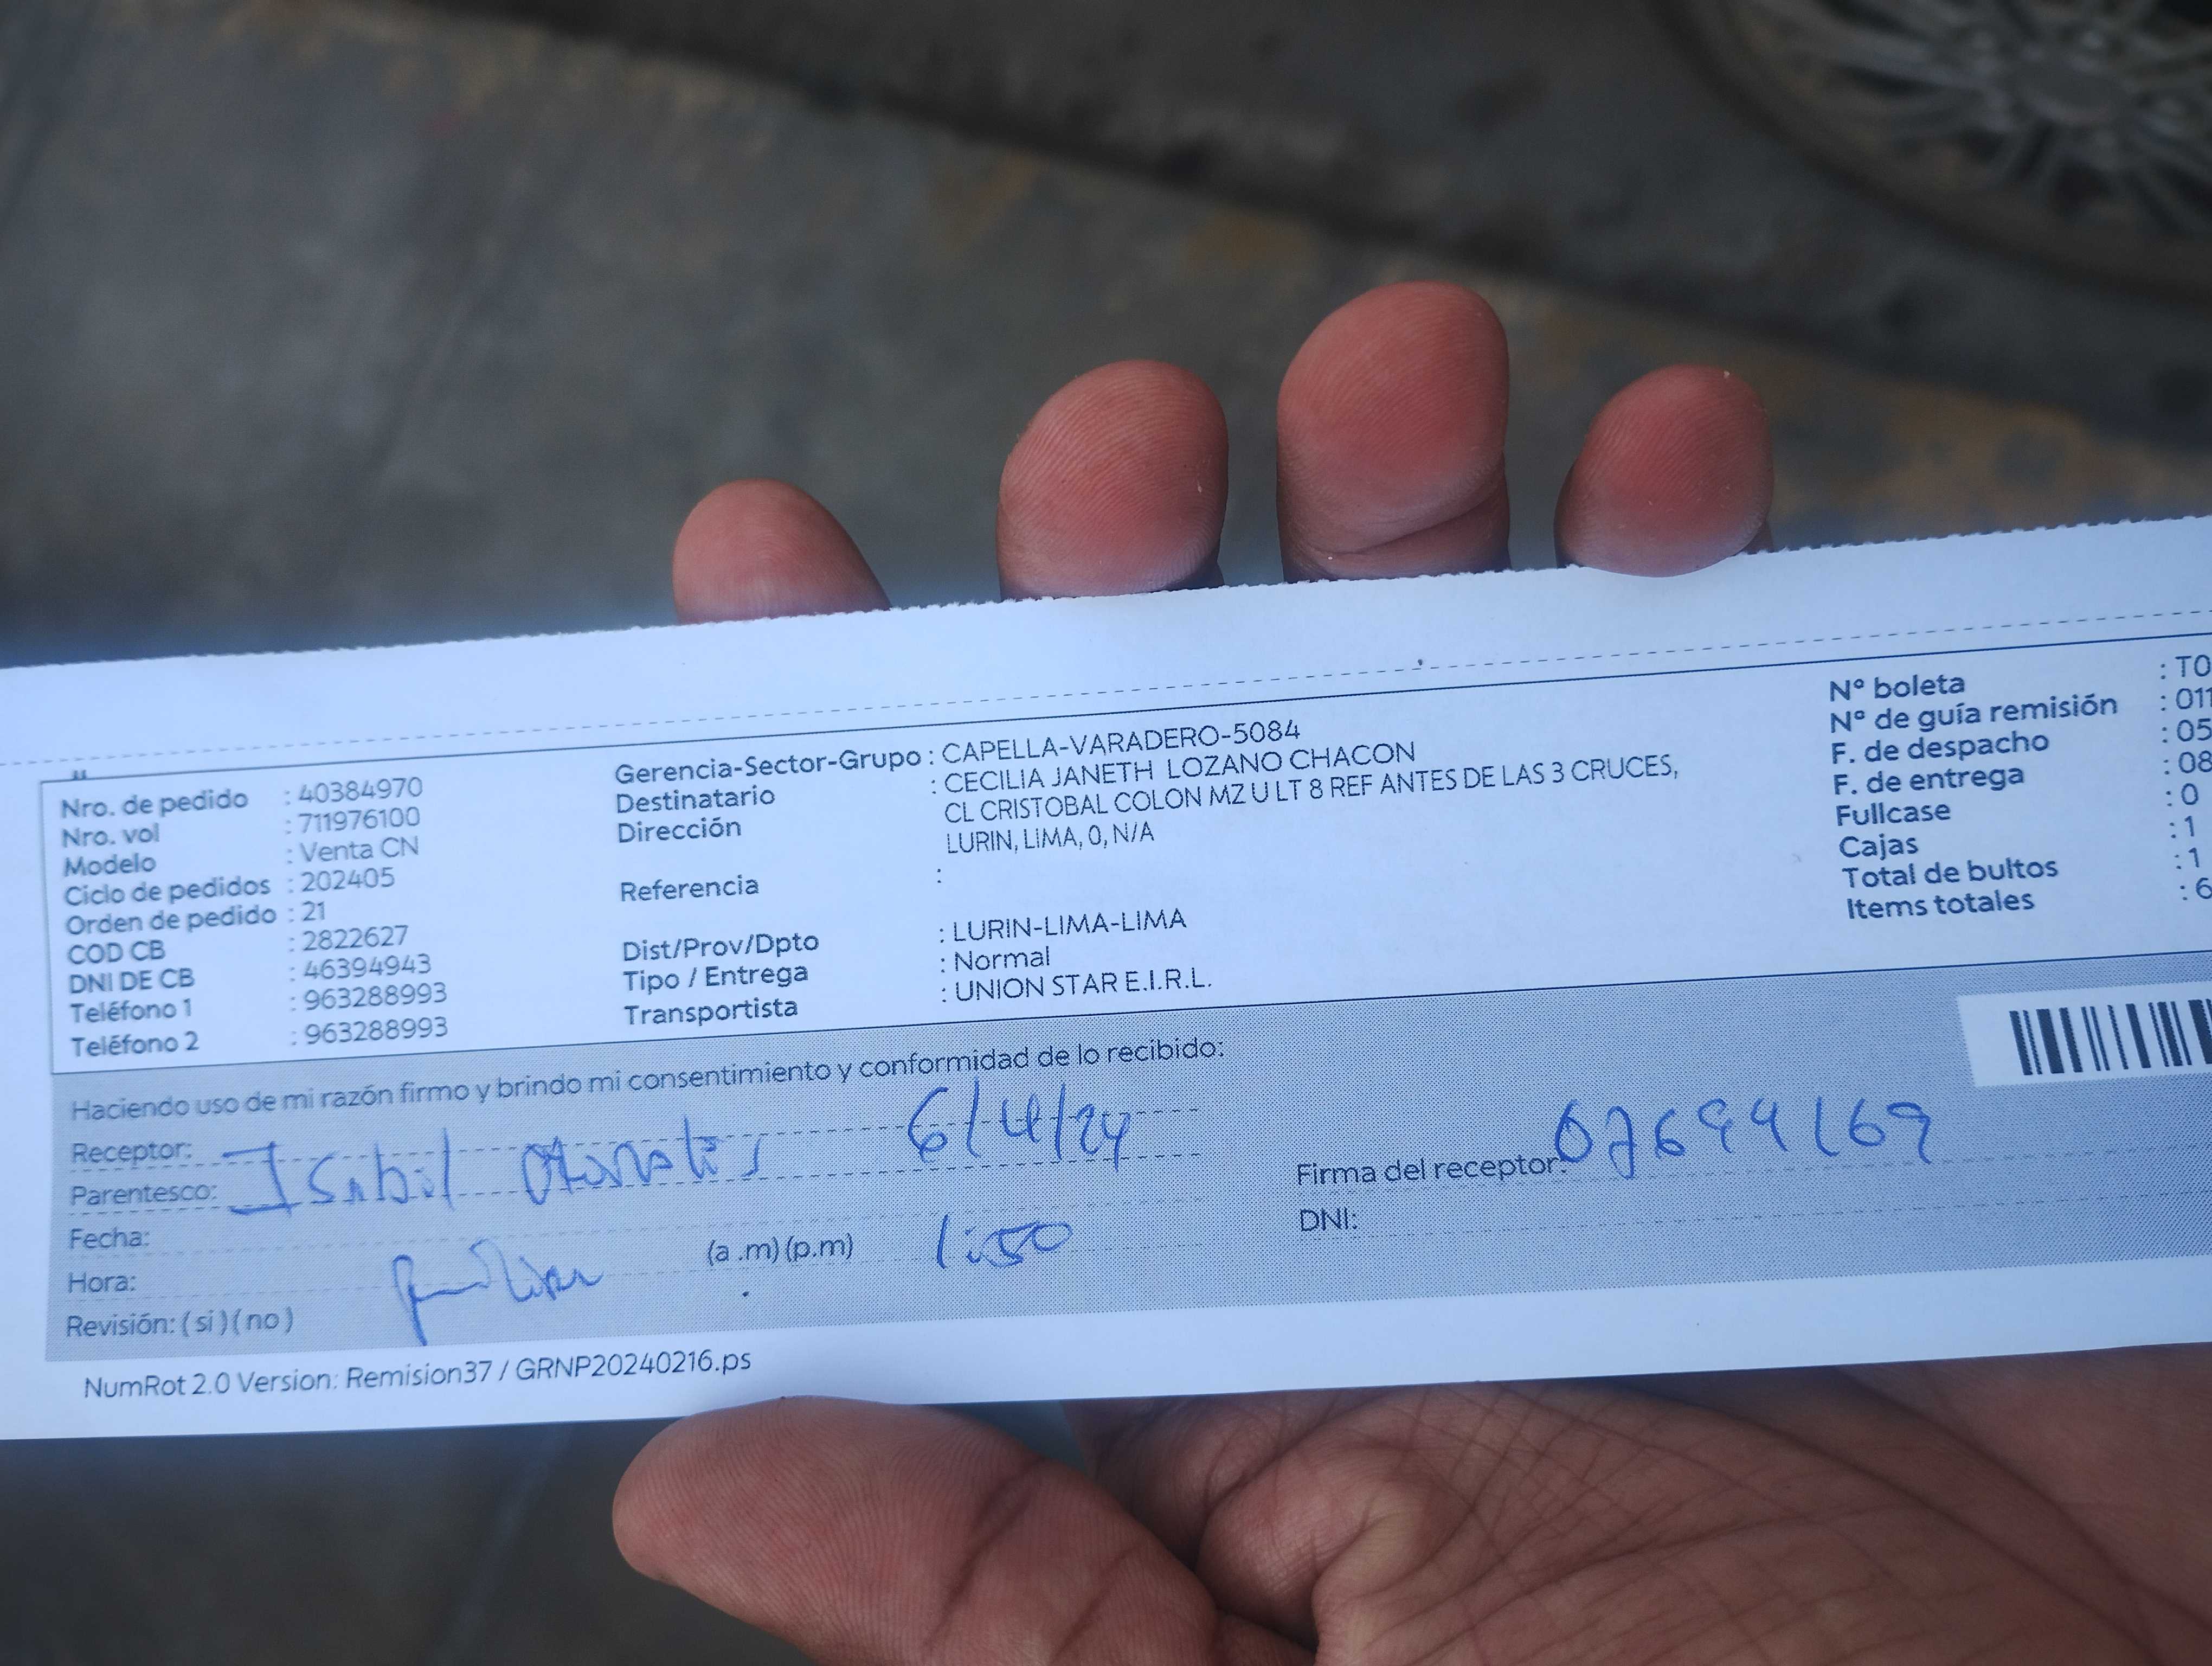 Nro. de pedido : 40384970
Nro. vol : 711976100
Modelo : Venta CN
Ciclo de pedidos : 202405
Orden de pedido : 21
COD CB : 2822627
DNI DE CB : 46394943
Teléfono 1 : 963288993
Teléfono 2 : 963288993
Gerencia-Sector-Grupo : CAPELLA-VARADERO-5084
Destinatario : CECILIA JANETH LOZANO CHACON
Dirección CL CRISTOBAL COLON MZ U LT 8 REF ANTES DE LAS 3 CRUCES,
LURIN, LIMA, 0, N/A
Referencia :
Dist/Prov/Dpto : LURIN-LIMA-LIMA
Tipo / Entrega : Normal
Transportista : UNION STAR E.I.R.L.
Nº boleta : T0
Nº de guía remisión : 011
F. de despacho : 05
F. de entrega : 08
Fullcase : 0
Cajas : 1
Total de bultos : 1
Items totales : 6
Haciendo uso de mi razón firmo y brindo mi consentimiento y conformidad de lo recibido:
Receptor: 6/4/24
Parentesco: Isabel
Fecha:
Hora: (a .m) (p.m) 1:50
Revisión: ( si ) ( no )
Firma del receptor: 07699169
DNI:
NumRot 2.0 Version: Remision37 / GRNP20240216.ps